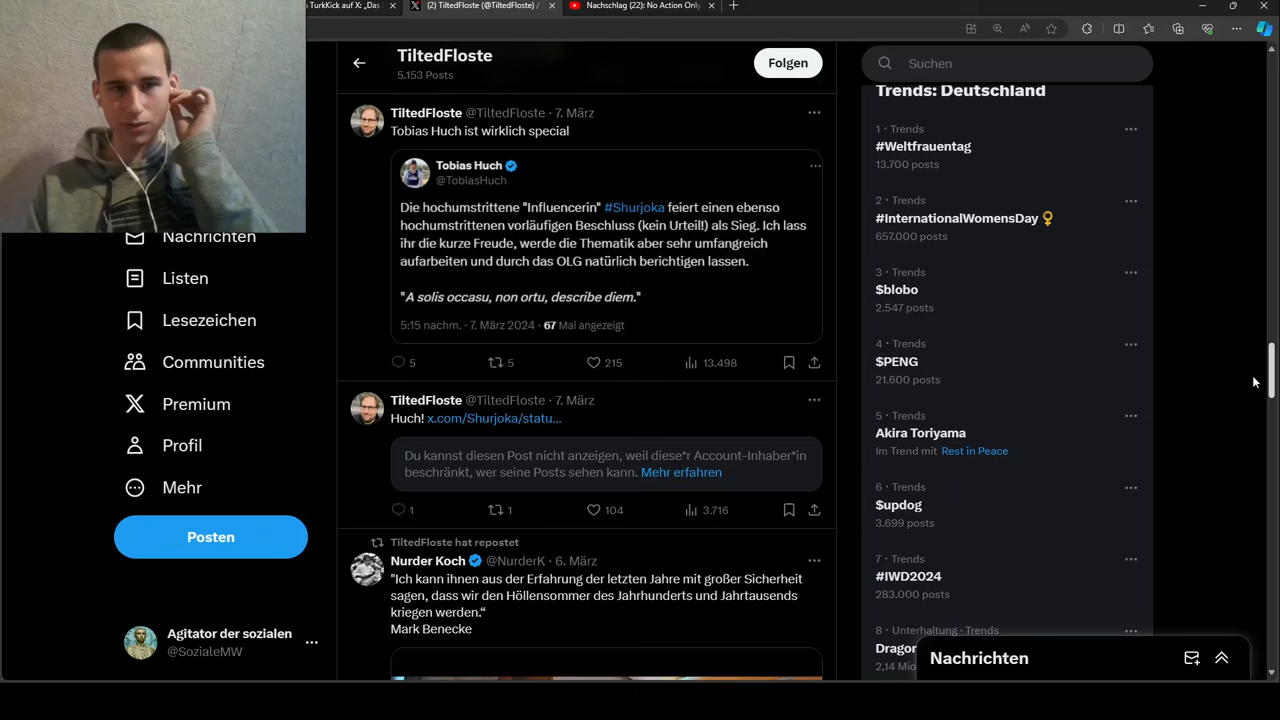 TurkKick auf X: „Das
(2) TiltedFloste (@TiltedFloste) /
Nachschlag (22): No Action Only
TiltedFloste
5.153 Posts
Folgen
Suchen
Nachrichten
Listen
Lesezeichen
Communities
Premium
Profil
Mehr
Posten
Agitator der sozialen
@SozialeMW
TiltedFloste @TiltedFloste · 7. März
Tobias Huch ist wirklich special
Tobias Huch
@TobiasHuch
Die hochumstrittene "Influencerin" #Shurjoka feiert einen ebenso
hochumstrittenen vorläufigen Beschluss (kein Urteil!) als Sieg. Ich lass
ihr die kurze Freude, werde die Thematik aber sehr umfangreich
aufarbeiten und durch das OLG natürlich berichtigen lassen.
"A solis occasu, non ortu, describe diem."
5:15 nachm. · 7. März 2024 · 67 Mal angezeigt
5 5 215 13.498
TiltedFloste @TiltedFloste · 7. März
Huch! x.com/Shurjoka/statu…
Du kannst diesen Post nicht anzeigen, weil diese*r Account-Inhaber*in
beschränkt, wer seine Posts sehen kann. Mehr erfahren
1 1 104 3.716
TiltedFloste hat repostet
Nurder Koch @NurderK · 6. März
"Ich kann ihnen aus der Erfahrung der letzten Jahre mit großer Sicherheit
sagen, dass wir den Höllensommer des Jahrhunderts und Jahrtausends
kriegen werden.“
Mark Benecke
Trends: Deutschland
1 · Trends
#Weltfrauentag
13.700 posts
2 · Trends
#InternationalWomensDay
657.000 posts
3 · Trends
$blobo
2.547 posts
4 · Trends
$PENG
21.600 posts
5 · Trends
Akira Toriyama
Im Trend mit Rest in Peace
6 · Trends
$updog
3.699 posts
7 · Trends
#IWD2024
283.000 posts
8 · Unterhaltung · Trends
Dragon
2,14 Mio
Nachrichten